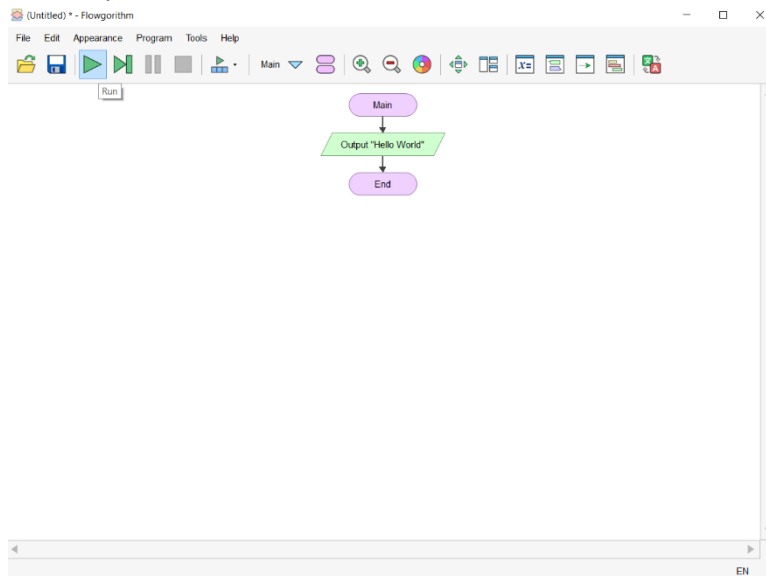 (Untitled) * - Flowgorithm
File Edit Appearance Program Tools Help
Main
x=
A
Run
Main
Output "Hello World"
End
EN